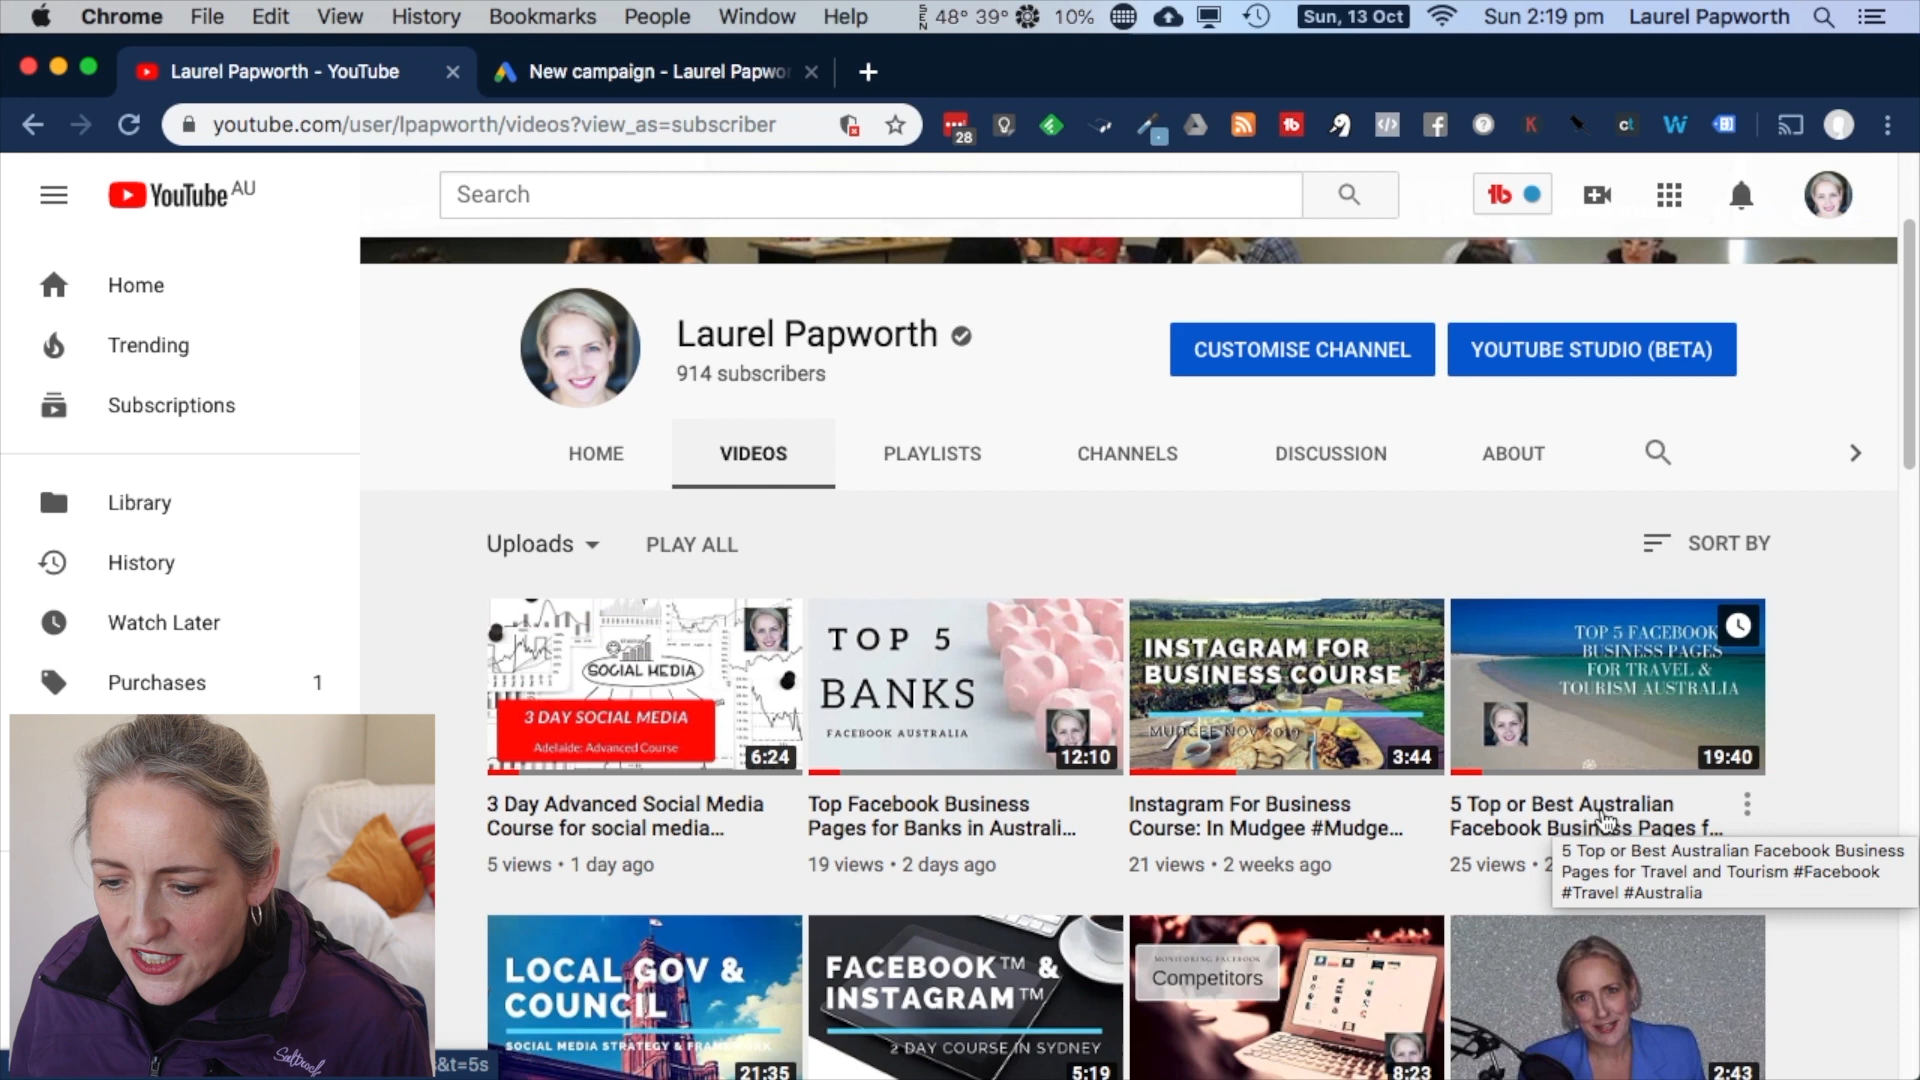 Chrome File Edit View History Bookmarks People Window Help
48° 39° 10% Sun, 13 Oct Sun 2:19 pm Laurel Papworth
Laurel Papworth - YouTube
New campaign - Laurel Papwor
youtube.com/user/lpapworth/videos?view_as=subscriber
28
YouTube AU
Search
Home
Trending
Subscriptions
Library
History
Watch Later
Purchases 1
Laurel Papworth
914 subscribers
CUSTOMISE CHANNEL
YOUTUBE STUDIO (BETA)
HOME VIDEOS PLAYLISTS CHANNELS DISCUSSION ABOUT
Uploads PLAY ALL SORT BY
SOCIAL MEDIA
3 DAY SOCIAL MEDIA
Adelaide: Advanced Course
6:24
TOP 5
BANKS
FACEBOOK AUSTRALIA
12:10
INSTAGRAM FOR
BUSINESS COURSE
MUDGEE NOV 2019
3:44
TOP 5 FACEBOOK
BUSINESS PAGES
FOR TRAVEL &
TOURISM AUSTRALIA
19:40
3 Day Advanced Social Media
Course for social media...
5 views • 1 day ago
Top Facebook Business
Pages for Banks in Australi...
19 views • 2 days ago
Instagram For Business
Course: In Mudgee #Mudge...
21 views • 2 weeks ago
5 Top or Best Australian
Facebook Business Pages f...
25 views • 2
5 Top or Best Australian Facebook Business
Pages for Travel and Tourism #Facebook
#Travel #Australia
LOCAL GOV &
COUNCIL
SOCIAL MEDIA STRATEGY & FRAMEWORK
21:35
FACEBOOK™ &
INSTAGRAM™
2 DAY COURSE IN SYDNEY
5:19
MONITORING FACEBOOK
Competitors
8:23
2:43
Saltrock
&t=5s